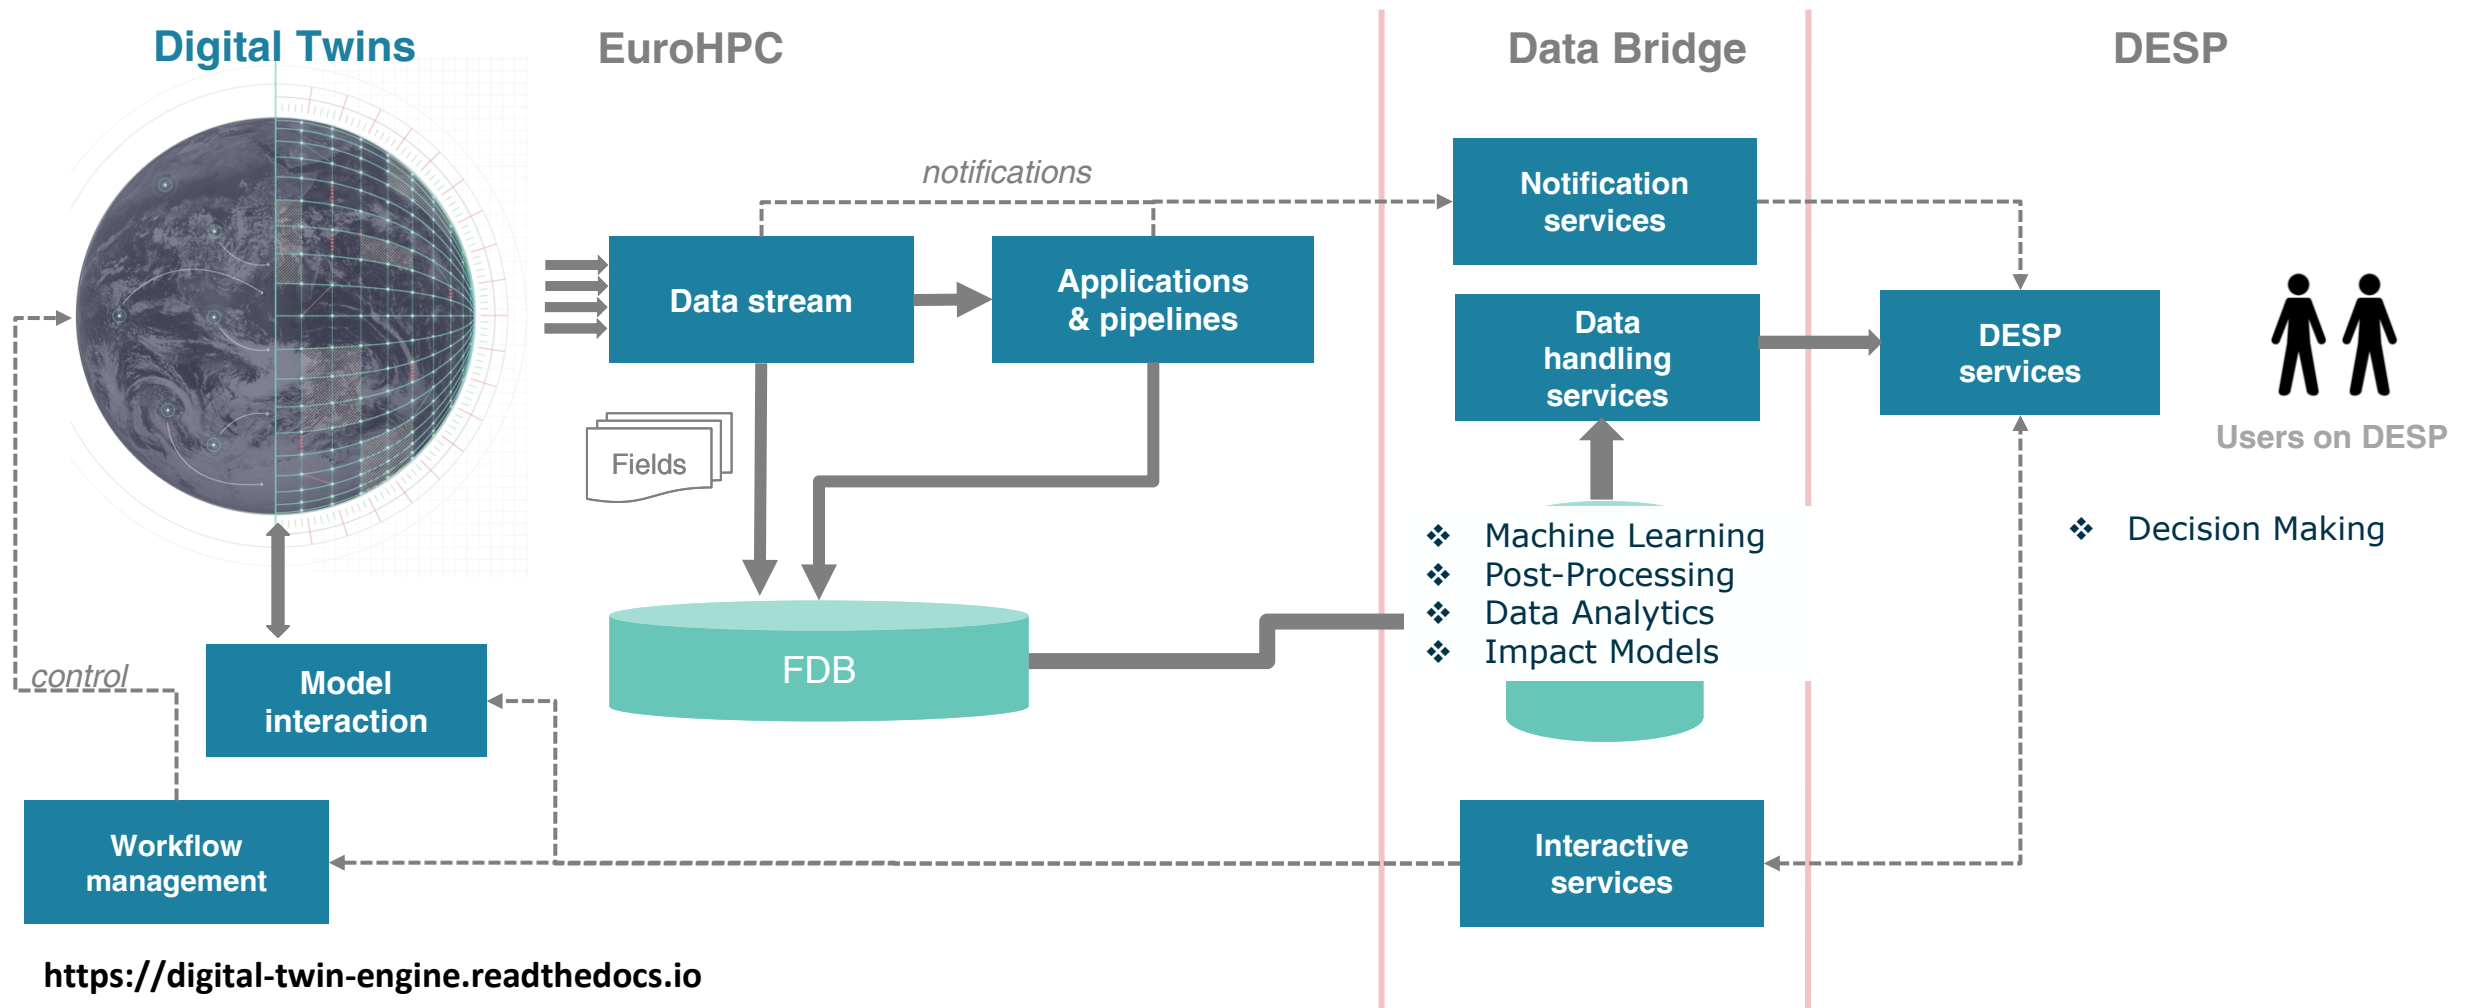 Digital Twins
EuroHPC
Data Bridge
DESP
notifications
Notification
services
Data stream
Applications
& pipelines
Data
handling
services
DESP
services
Users on DESP
Fields
❖ Machine Learning
❖ Post-Processing
❖ Data Analytics
❖ Impact Models
❖ Decision Making
FDB
control
Model
interaction
Workflow
management
Interactive
services
https://digital-twin-engine.readthedocs.io